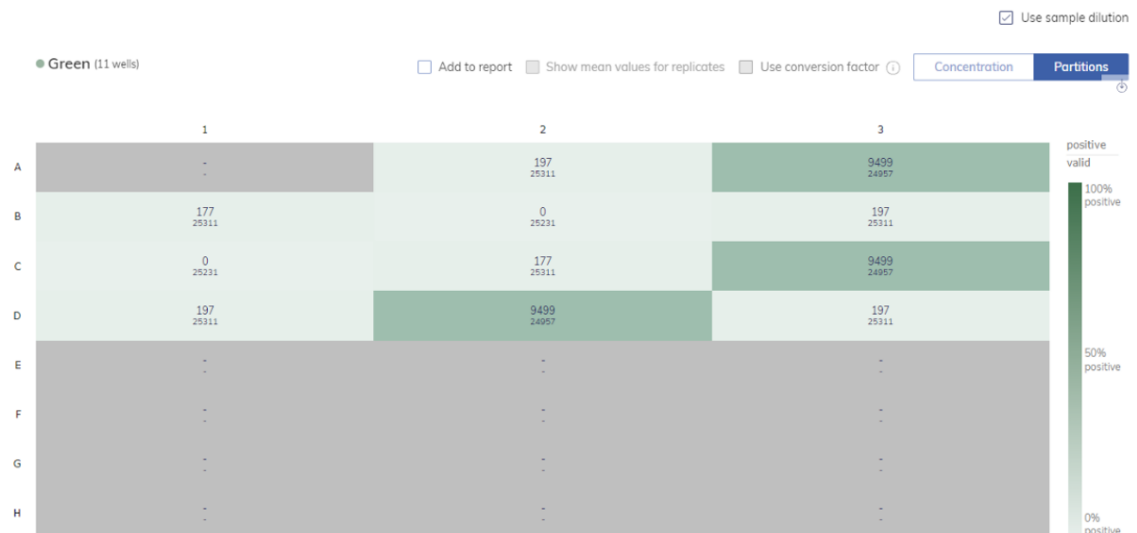 Use sample dilution
Green (11 wells)
Add to report Show mean values for replicates Use conversion factor Concentration Partitions
1 2 3
positive
valid
A - 197 9499
- 25311 24957
100%
positive
B 177 0 197
25311 25231 25311
C 0 177 9499
25231 25311 24957
D 197 9499 197
25311 24957 25311
E - - -
- - -
50%
positive
F - - -
- - -
G - - -
- - -
H - - -
- - -
0%
positive